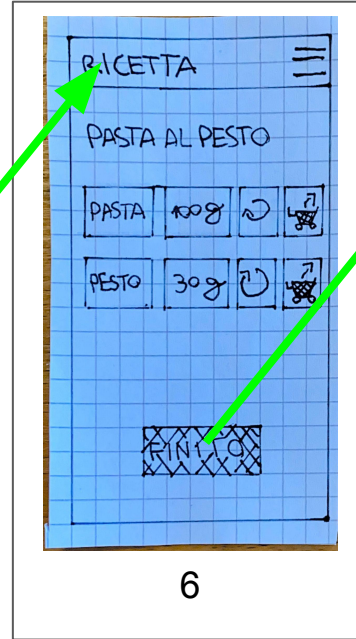 RICETTA
PASTA AL PESTO
PASTA 100g
PESTO 30g
FINITO
6